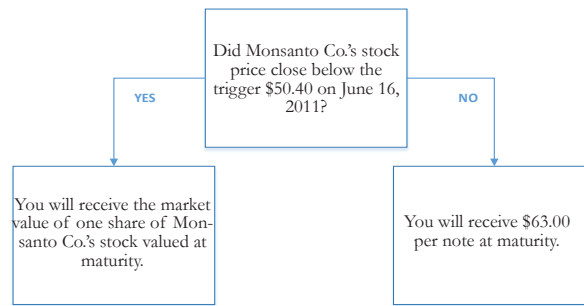 Did Monsanto Co.'s stock
price close below the
trigger $50.40 on June 16,
2011?
YES
NO
You will receive the market
value of one share of Mon-
santo Co.'s stock valued at
maturity.
You will receive $63.00
per note at maturity.